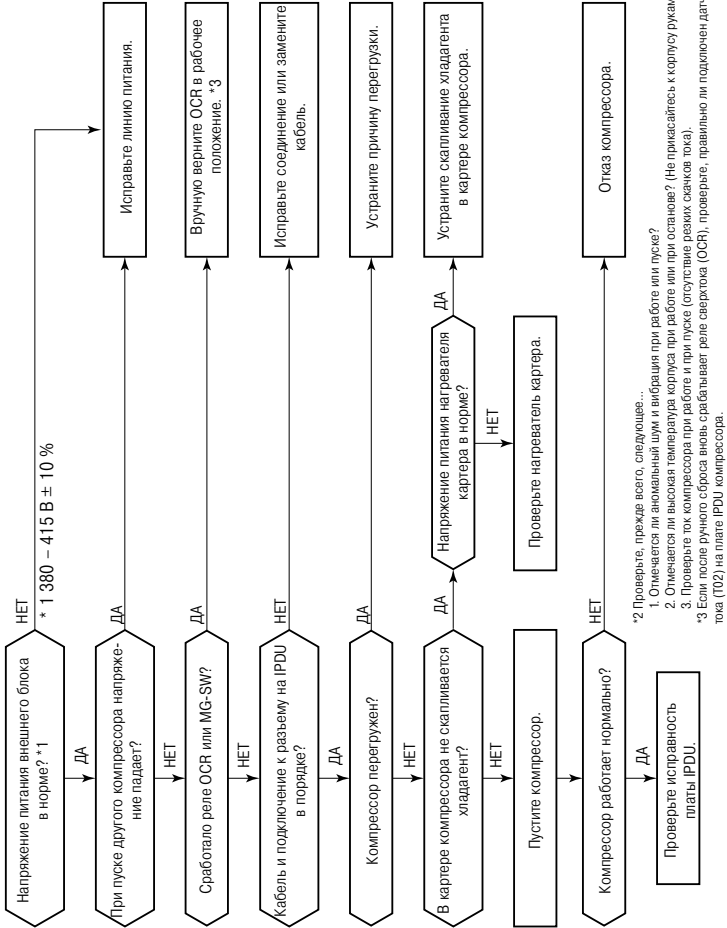 Напряжение питания внешнего блока
в норме? *1
НЕТ
* 1 380 – 415 В ± 10 %
Исправьте линию питания.
ДА
При пуске другого компрессора напряже-
ние падает?
ДА
НЕТ
Сработало реле OCR или MG-SW?
ДА
Вручную верните OCR в рабочее
положение. *3
НЕТ
Кабель и подключение к разъему на IPDU
в порядке?
НЕТ
Исправьте соединение или замените
кабель.
ДА
Компрессор перегружен?
ДА
Устраните причину перегрузки.
НЕТ
В картере компрессора не скапливается
хладагент?
ДА
Напряжение питания нагревателя
картера в норме?
ДА
Устраните скапливание хладагента
в картере компрессора.
НЕТ
Проверьте нагреватель картера.
НЕТ
Пустите компрессор.
Компрессор работает нормально?
НЕТ
Отказ компрессора.
ДА
Проверьте исправность
платы IPDU.
*2 Проверьте, прежде всего, следующее...
1. Отмечается ли аномальный шум и вибрация при работе или пуске?
2. Отмечается ли высокая температура корпуса при работе или при останове? (Не прикасайтесь к корпусу
3. Проверьте ток компрессора при работе и при пуске (отсутствие резких скачков тока).
*3 Если после ручного сброса вновь срабатывает реле сверхтока (OCR), проверьте, правильно ли подключен
тока (T02) на плате IPDU компрессора.